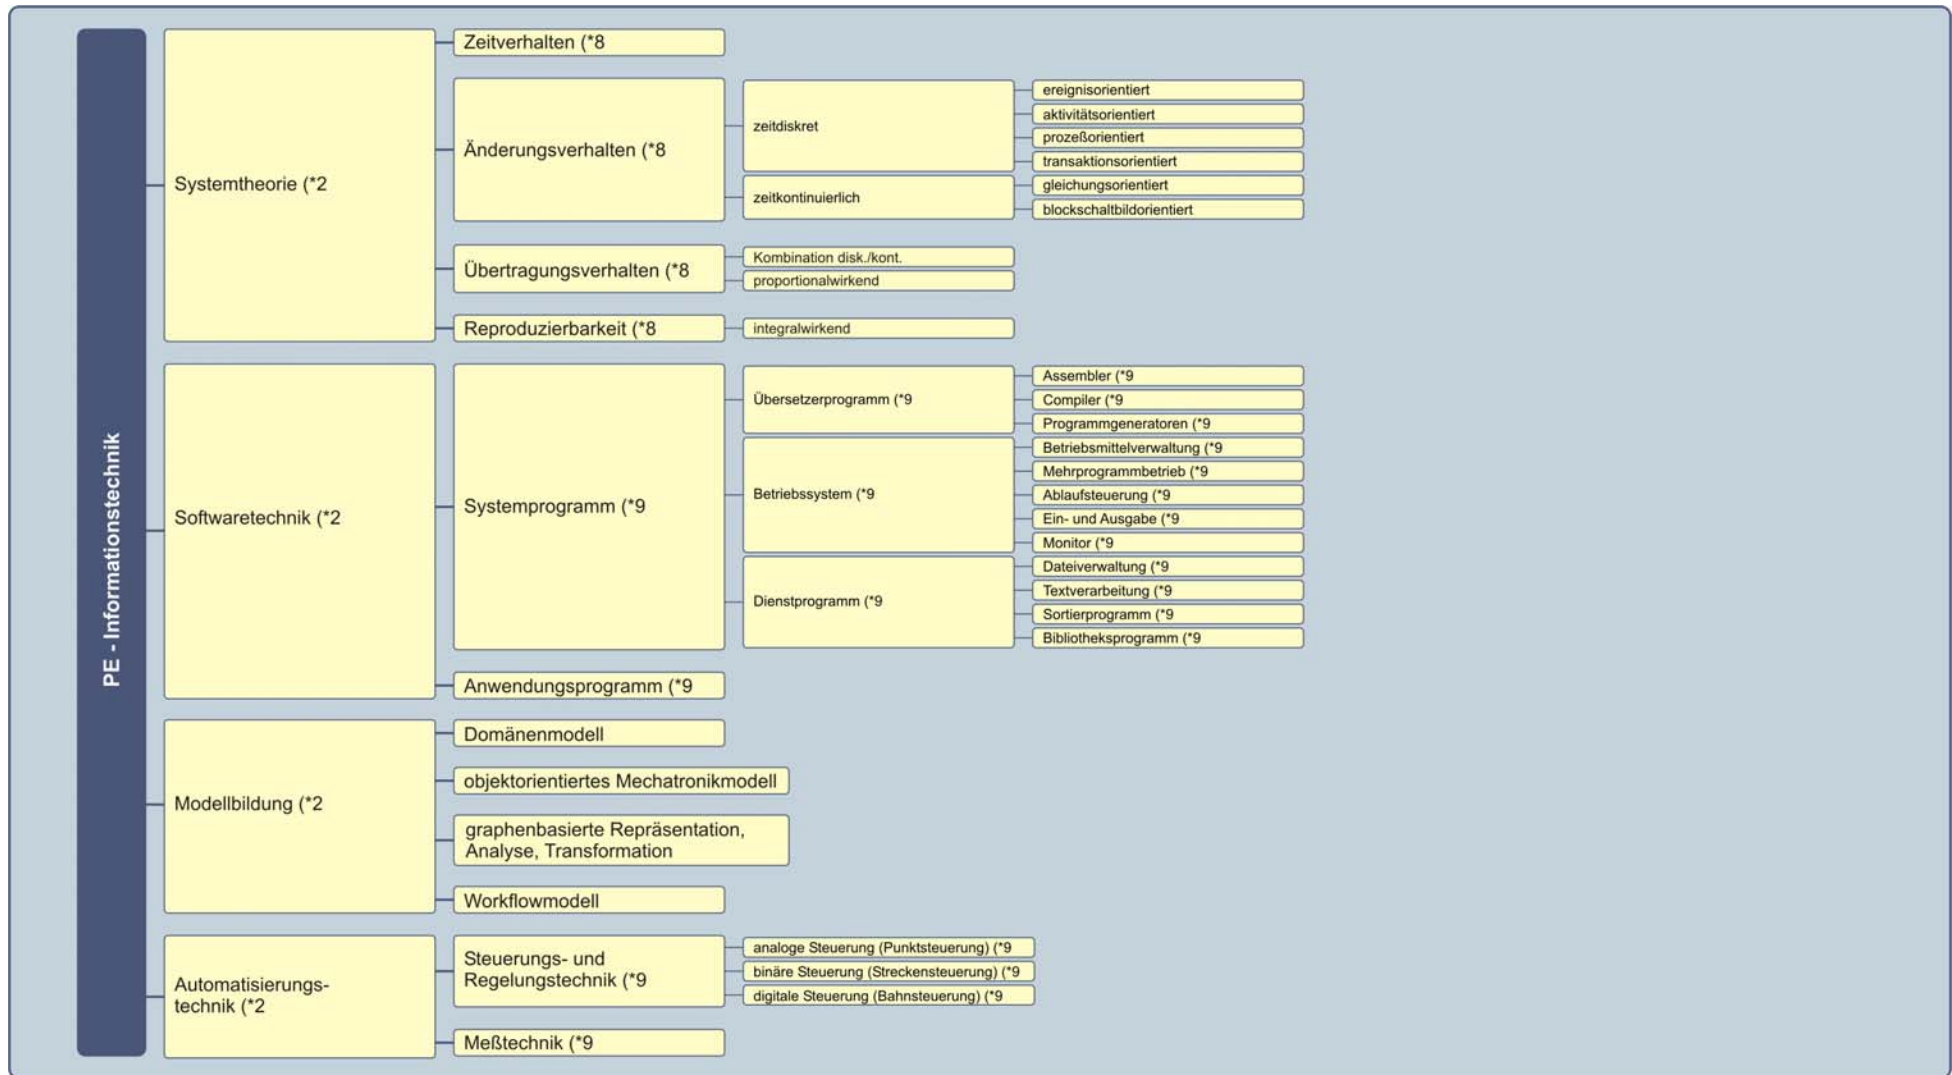 PE - Informationstechnik
Systemtheorie (*2
Zeitverhalten (*8
Änderungsverhalten (*8
zeitdiskret
ereignisorientiert
aktivitätsorientiert
prozeßorientiert
transaktionsorientiert
zeitkontinuierlich
gleichungsorientiert
blockschaltbildorientiert
Übertragungsverhalten (*8
Kombination disk./kont.
proportionalwirkend
Reproduzierbarkeit (*8
integralwirkend
Softwaretechnik (*2
Systemprogramm (*9
Übersetzerprogramm (*9
Assembler (*9
Compiler (*9
Programmgeneratoren (*9
Betriebssystem (*9
Betriebsmittelverwaltung (*9
Mehrprogrammbetrieb (*9
Ablaufsteuerung (*9
Ein- und Ausgabe (*9
Monitor (*9
Dienstprogramm (*9
Dateiverwaltung (*9
Textverarbeitung (*9
Sortierprogramm (*9
Bibliotheksprogramm (*9
Anwendungsprogramm (*9
Modellbildung (*2
Domänenmodell
objektorientiertes Mechatronikmodell
graphenbasierte Repräsentation,
Analyse, Transformation
Workflowmodell
Automatisierungs-
technik (*2
Steuerungs- und
Regelungstechnik (*9
analoge Steuerung (Punktsteuerung) (*9
binäre Steuerung (Streckensteuerung) (*9
digitale Steuerung (Bahnsteuerung) (*9
Meßtechnik (*9